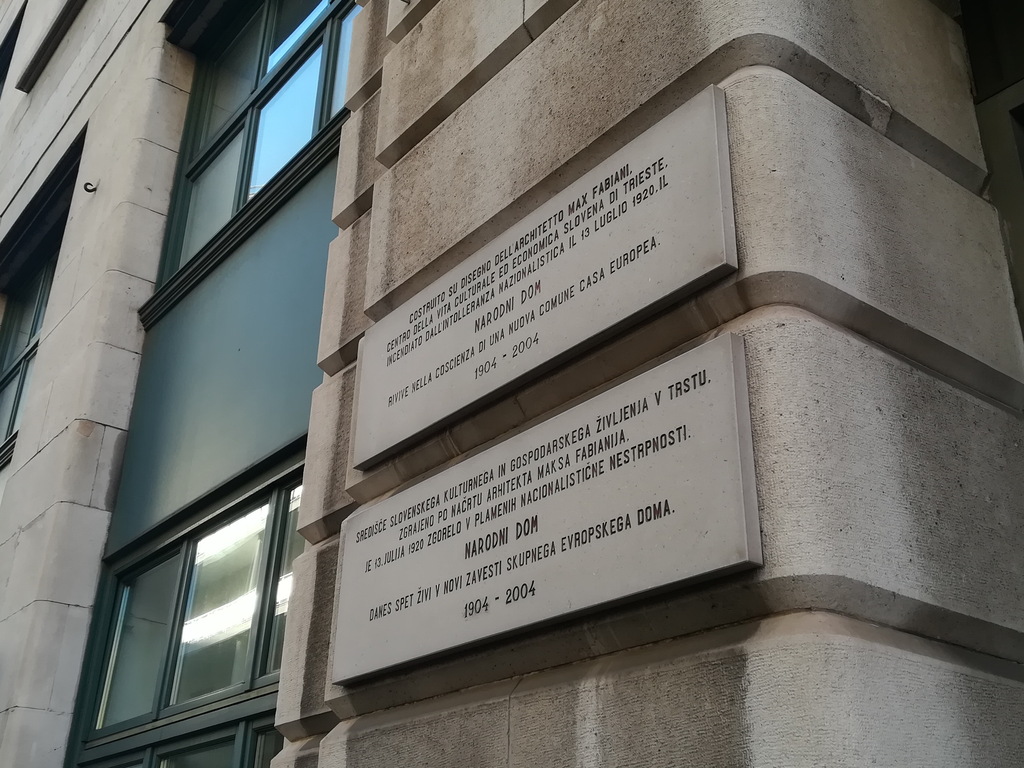 COSTRUITO SU DISEGNO DELL'ARCHITETTO MAX FABIANI,
CENTRO DELLA VITA CULTURALE ED ECONOMICA SLOVENA DI TRIESTE,
INCENDIATO DALL'INTOLLERANZA NAZIONALISTICA IL 13 LUGLIO 1920, IL
NARODNI DOM
RIVIVE NELLA COSCIENZA DI UNA NUOVA COMUNE CASA EUROPEA.
1904 - 2004
SREDIŠČE SLOVENSKEGA KULTURNEGA IN GOSPODARSKEGA ŽIVLJENJA V TRSTU,
ZGRAJENO PO NAČRTU ARHITEKTA MAKSA FABIANIJA,
JE 13. JULIJA 1920 ZGORELO V PLAMENIH NACIONALISTIČNE NESTRPNOSTI.
NARODNI DOM
DANES SPET ŽIVI V NOVI ZAVESTI SKUPNEGA EVROPSKEGA DOMA.
1904 - 2004